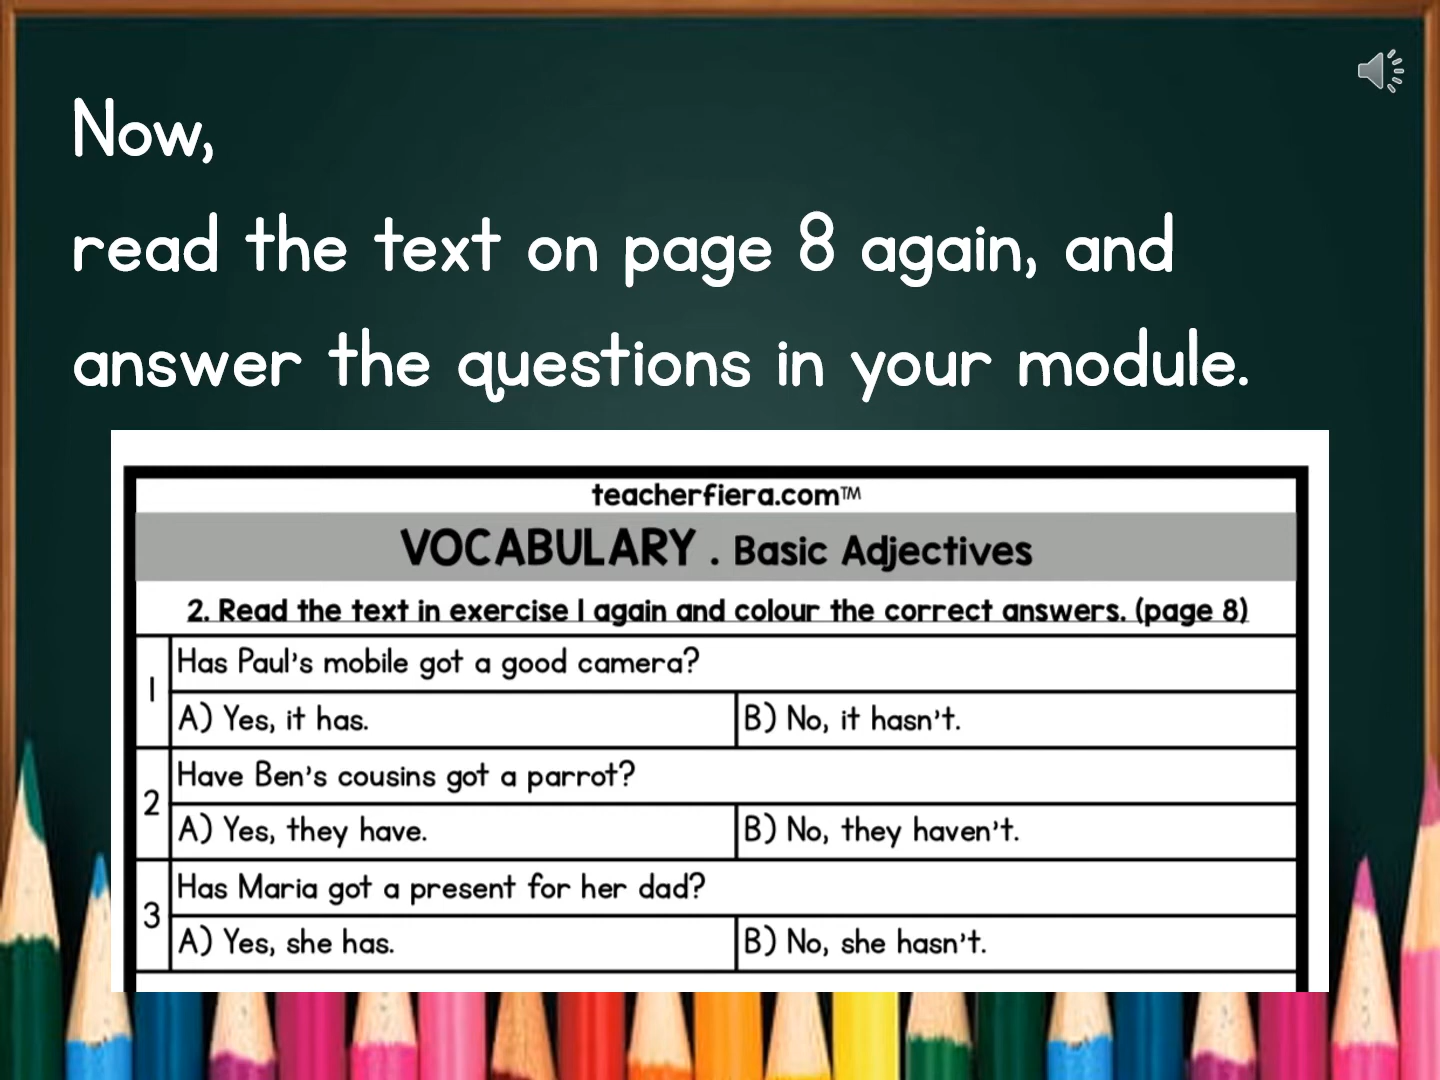 Now,
read the text on page 8 again, and
answer the questions in your module.
teacherfiera.com™
VOCABULARY . Basic Adjectives
2. Read the text in exercise 1 again and colour the correct answers. (page 8)
1
Has Paul's mobile got a good camera?
A) Yes, it has.
B) No, it hasn't.
2
Have Ben's cousins got a parrot?
A) Yes, they have.
B) No, they haven't.
3
Has Maria got a present for her dad?
A) Yes, she has.
B) No, she hasn't.